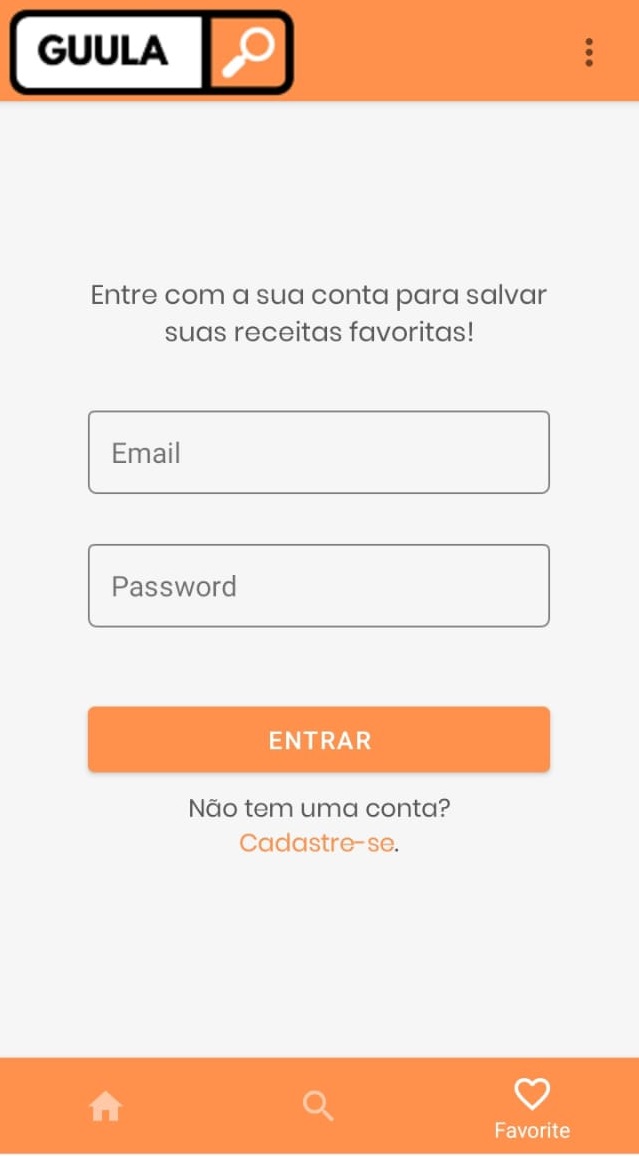 GUULA
Entre com a sua conta para salvar
suas receitas favoritas!
Email
Password
ENTRAR
Não tem uma conta?
Cadastre-se.
Favorite